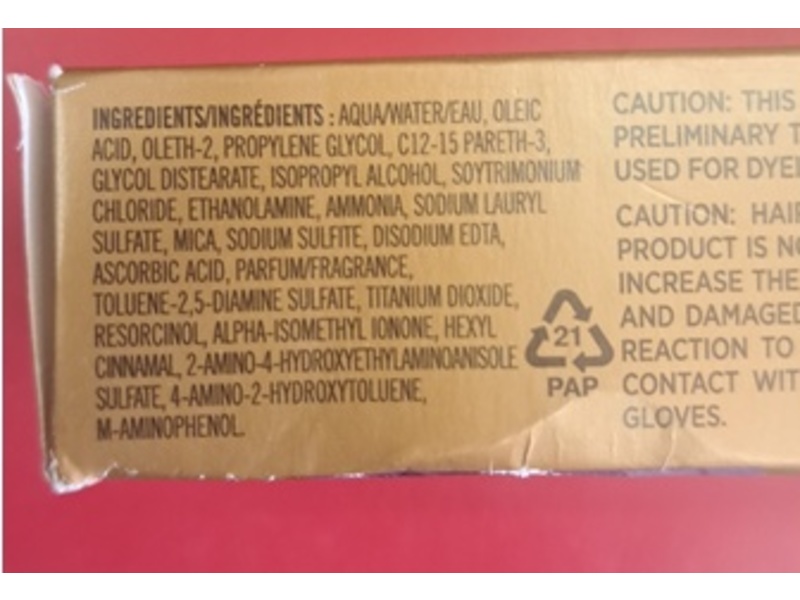 INGREDIENTS/INGRÉDIENTS : AQUA/WATER/EAU, OLEIC
ACID, OLETH-2, PROPYLENE GLYCOL, C12-15 PARETH-3,
GLYCOL DISTEARATE, ISOPROPYL ALCOHOL, SOYTRIMONIUM
CHLORIDE, ETHANOLAMINE, AMMONIA, SODIUM LAURYL
SULFATE, MICA, SODIUM SULFITE, DISODIUM EDTA,
ASCORBIC ACID, PARFUM/FRAGRANCE,
TOLUENE-2,5-DIAMINE SULFATE, TITANIUM DIOXIDE,
RESORCINOL, ALPHA-ISOMETHYL IONONE, HEXYL
CINNAMAL, 2-AMINO-4-HYDROXYETHYLAMINOANISOLE
SULFATE, 4-AMINO-2-HYDROXYTOLUENE,
M-AMINOPHENOL.
21
PAP
CAUTION: THIS
PRELIMINARY T
USED FOR DYE
CAUTION: HAIR
PRODUCT IS NO
INCREASE THE
AND DAMAGED
REACTION TO
CONTACT WIT
GLOVES.